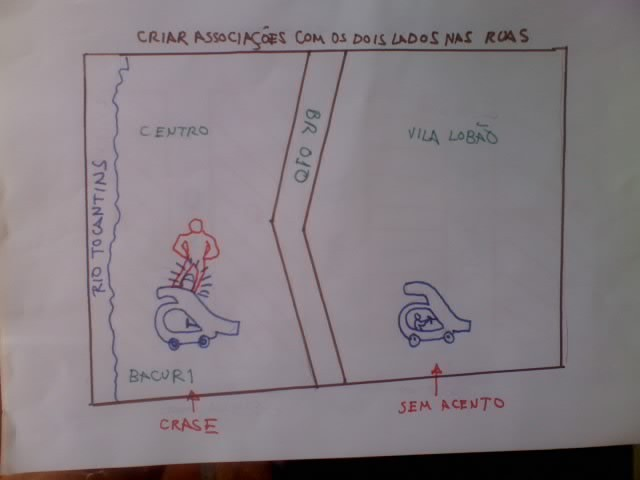 CRIAR ASSOCIAÇÕES COM OS DOIS LADOS NAS RUAS
CENTRO
BR 010
VILA LOBÃO
RIO TOCANTINS
BACURI
CRASE
SEM ACENTO